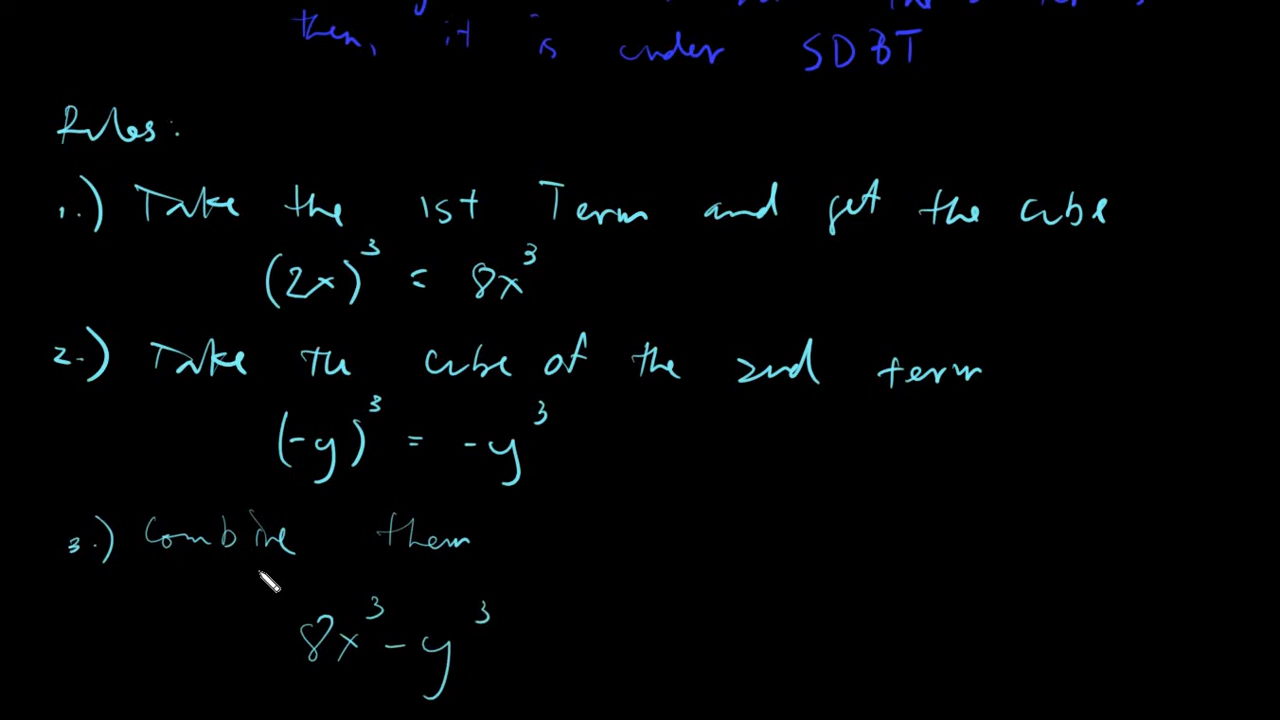 then, it is under SDBT
Rules:
1.) Take the 1st Term and get the cube
(2x)³ = 8x³
2.) Take the cube of the 2nd term
(-y)³ = -y³
3.) Combine them
8x³ - y³